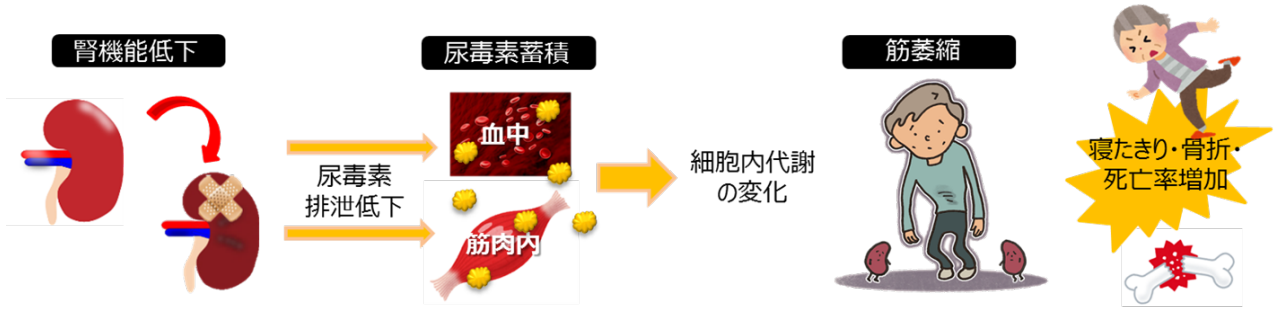 腎機能低下
尿毒素蓄積
筋萎縮
血中
尿毒素
排泄低下
筋肉内
細胞内代謝
の変化
寝たきり・骨折・
死亡率増加